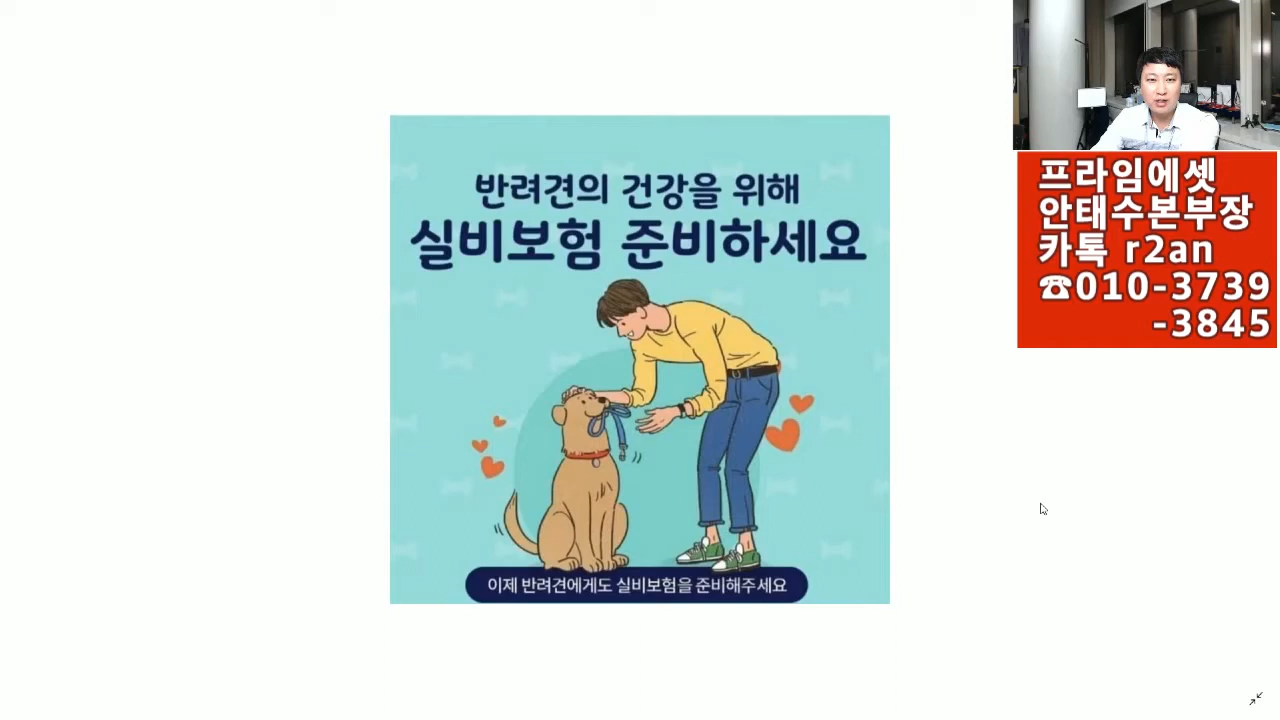 반려견의 건강을 위해
실비보험 준비하세요
이제 반려견에게도 실비보험을 준비해주세요
프라임에셋
안태수본부장
카톡 r2an
☎010-3739
-3845